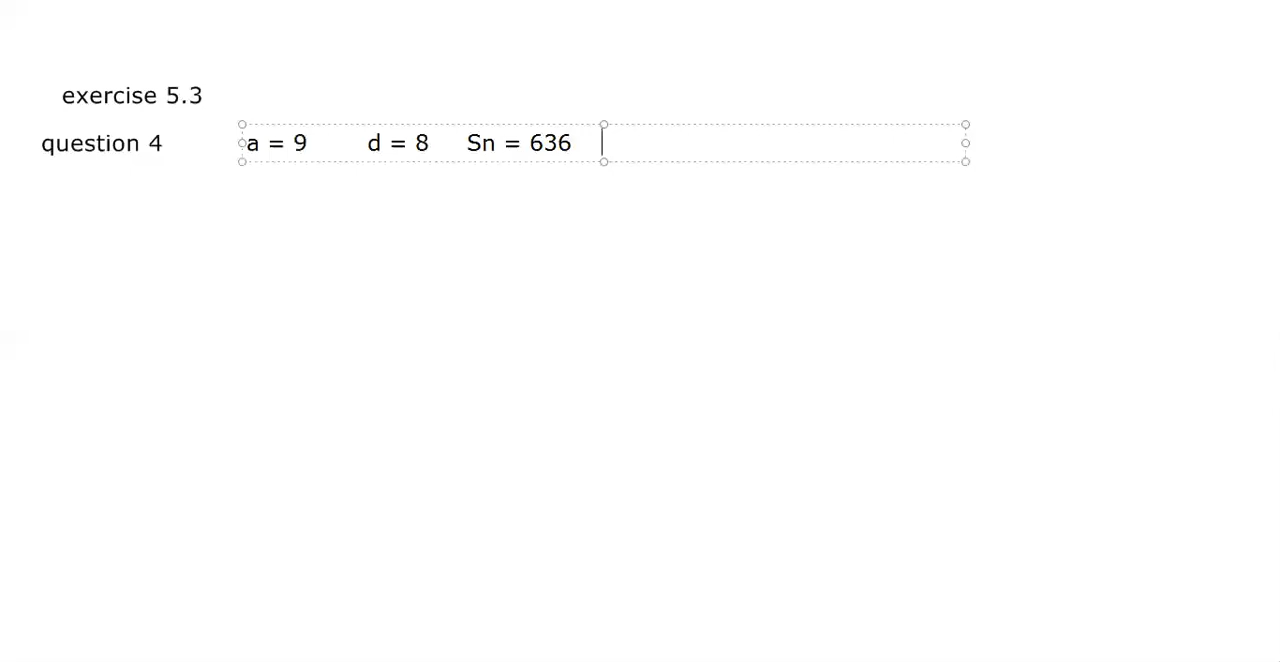 exercise 5.3
question 4 a = 9 d = 8 Sn = 636